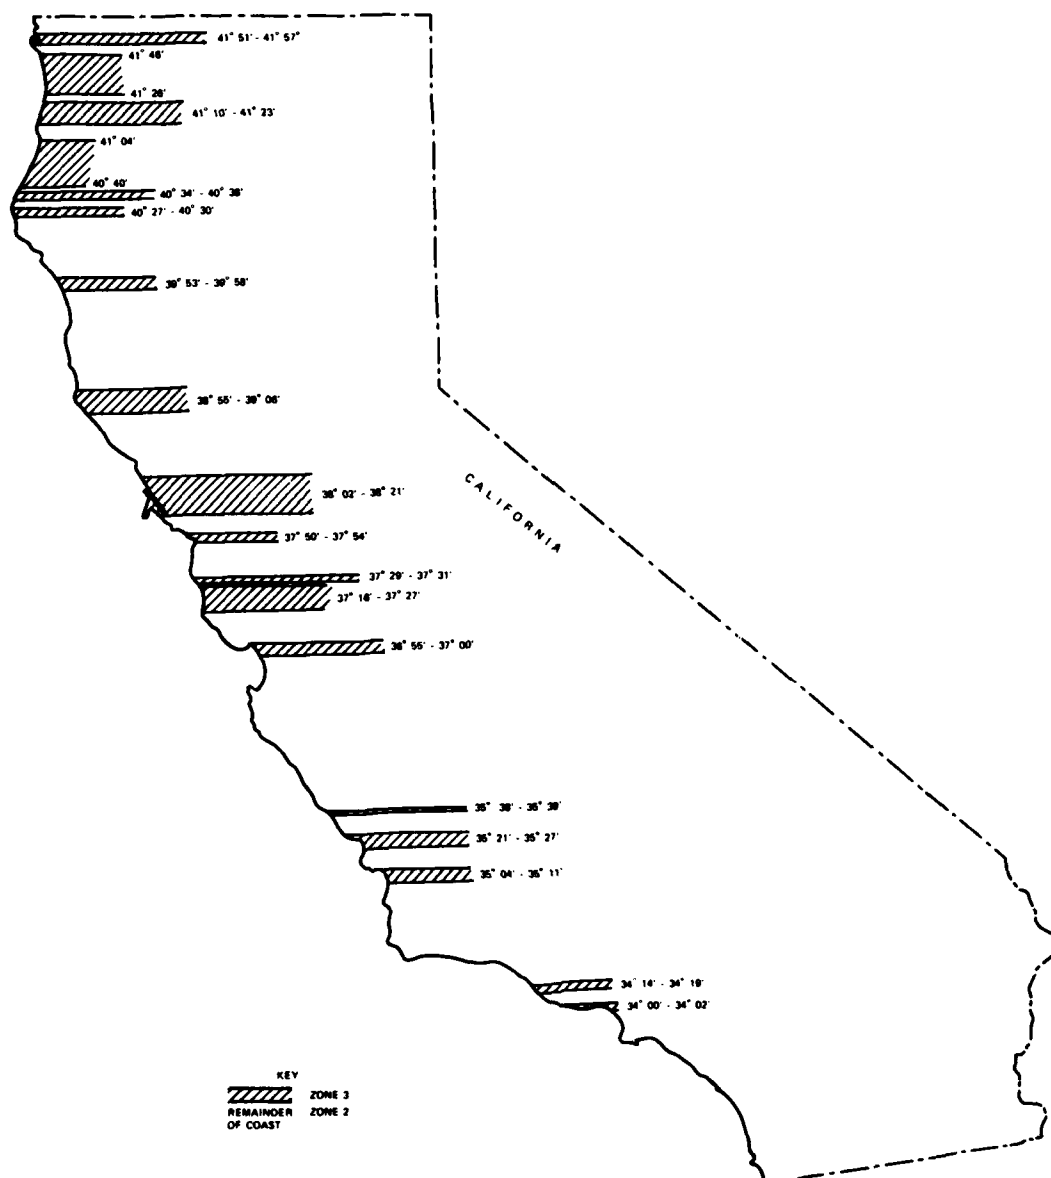 41° 51' - 41° 57°
41° 46'
41° 26'
41° 10' - 41° 23'
41° 04'
40° 40'
40° 34' - 40° 38'
40° 27' - 40° 30'
39° 53' - 39° 58'
38° 55' - 39° 06'
38° 02' - 38° 21'
CALIFORNIA
37° 50' - 37° 54'
37° 29' - 37° 31'
37° 18' - 37° 27'
36° 55' - 37° 00'
35° 38' - 35° 39'
35° 21' - 35° 27'
35° 04' - 35° 11'
34° 14' - 34° 19'
34° 00' - 34° 02'
KEY
ZONE 3
REMAINDER ZONE 2
OF COAST